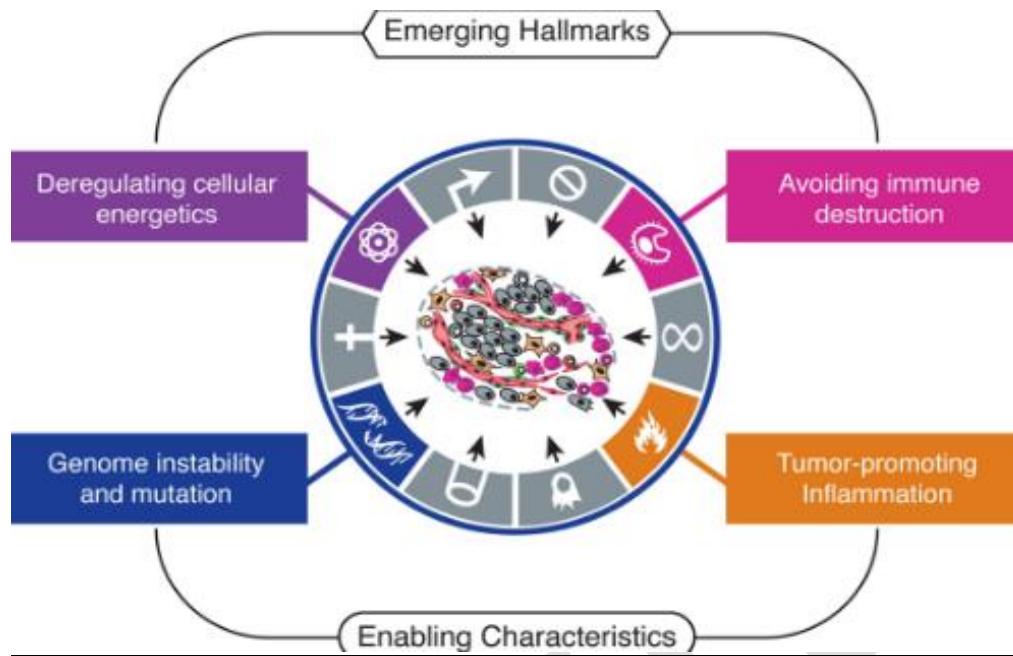 Emerging Hallmarks
Deregulating cellular
energetics
Avoiding immune
destruction
Genome instability
and mutation
Tumor-promoting
Inflammation
Enabling Characteristics